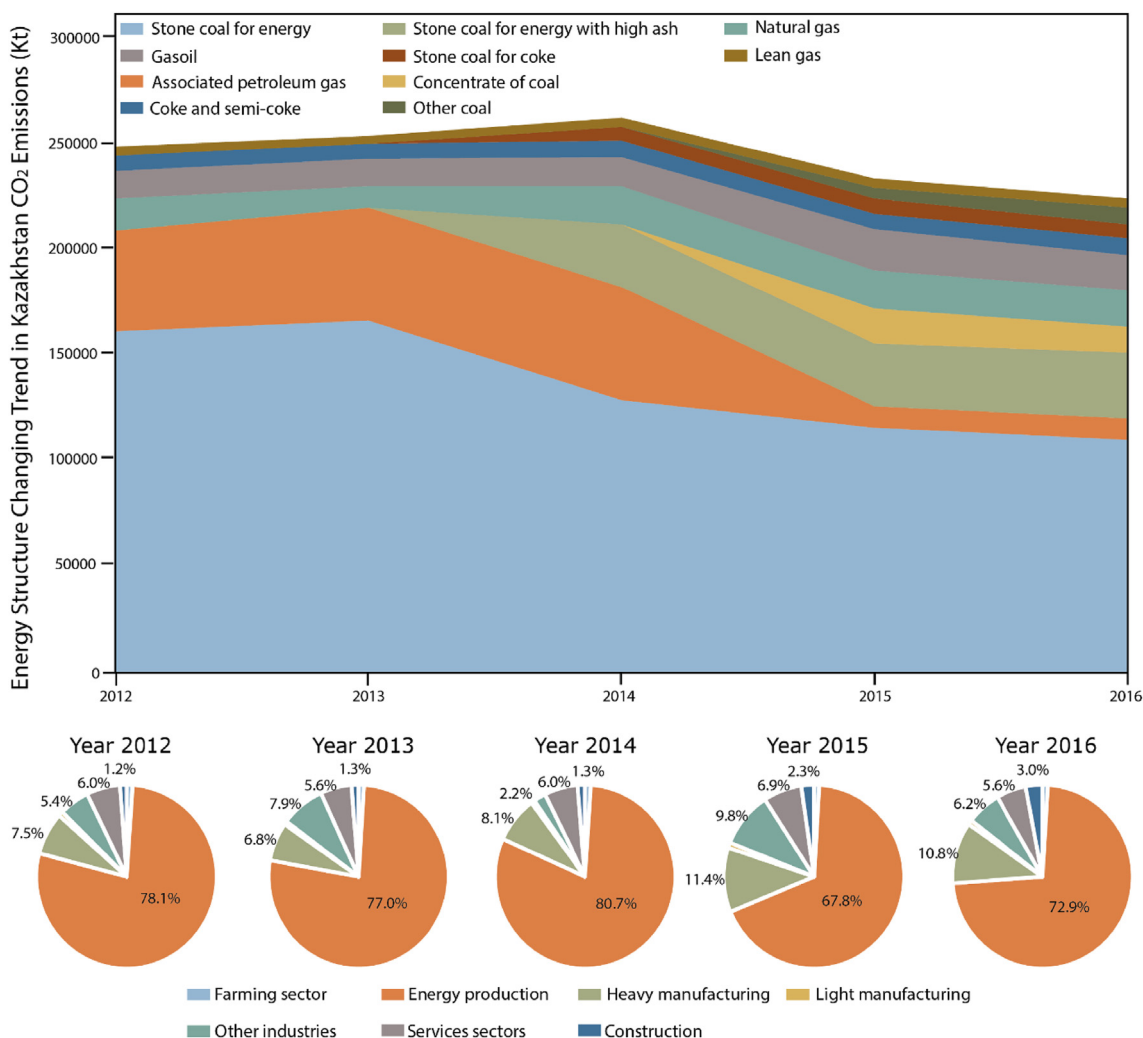 Energy Structure Changing Trend in Kazakhstan CO₂ Emissions (Kt)
300000
250000
200000
150000
100000
50000
0
Stone coal for energy
Gasoil
Associated petroleum gas
Coke and semi-coke
Stone coal for energy with high ash
Stone coal for coke
Concentrate of coal
Other coal
Natural gas
Lean gas
2012 2013 2014 2015 2016
Year 2012
1.2%
6.0%
5.4%
7.5%
78.1%
Year 2013
1.3%
5.6%
7.9%
6.8%
77.0%
Year 2014
1.3%
6.0%
2.2%
8.1%
80.7%
Year 2015
2.3%
6.9%
9.8%
11.4%
67.8%
Year 2016
3.0%
5.6%
6.2%
10.8%
72.9%
Farming sector Energy production Heavy manufacturing Light manufacturing
Other industries Services sectors Construction